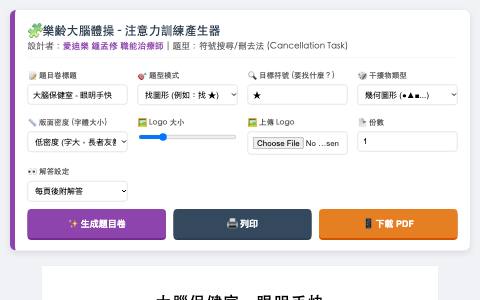 🧩樂齡大腦體操 - 注意力訓練產生器
設計者：愛迪樂 鍾孟修 職能治療師 | 題型：符號搜尋/刪去法 (Cancellation Task)
📝 題目卷標題
🎯 題型模式
🔍 目標符號 (要找什麼？)
🎲 干擾物類型
大腦保健室 - 眼明手快
找圖形 (例如：找 ★)
★
幾何圖形 (●▲■...)
📏 版面密度 (字體大小)
🖼️ Logo 大小
🖼️ 上傳 Logo
📑 份數
低密度 (字大 - 長者友善
Choose File No ...sen
1
👀 解答設定
每頁後附解答
✨ 生成題目卷
🖨️ 列印
📱 下載 PDF
大腦保健室 - 眼明手快